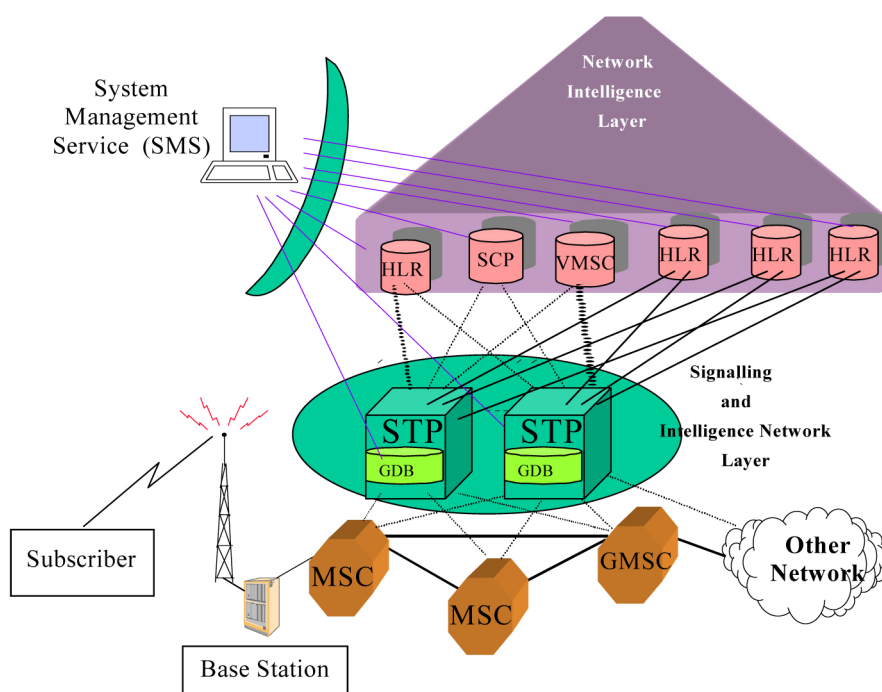 System
Management
Service (SMS)
Network
Intelligence
Layer
HLR
SCP
VMSC
HLR
HLR
HLR
Signalling
and
Intelligence Network
Layer
STP
STP
GDB
GDB
Subscriber
MSC
MSC
GMSC
Other
Network
Base Station